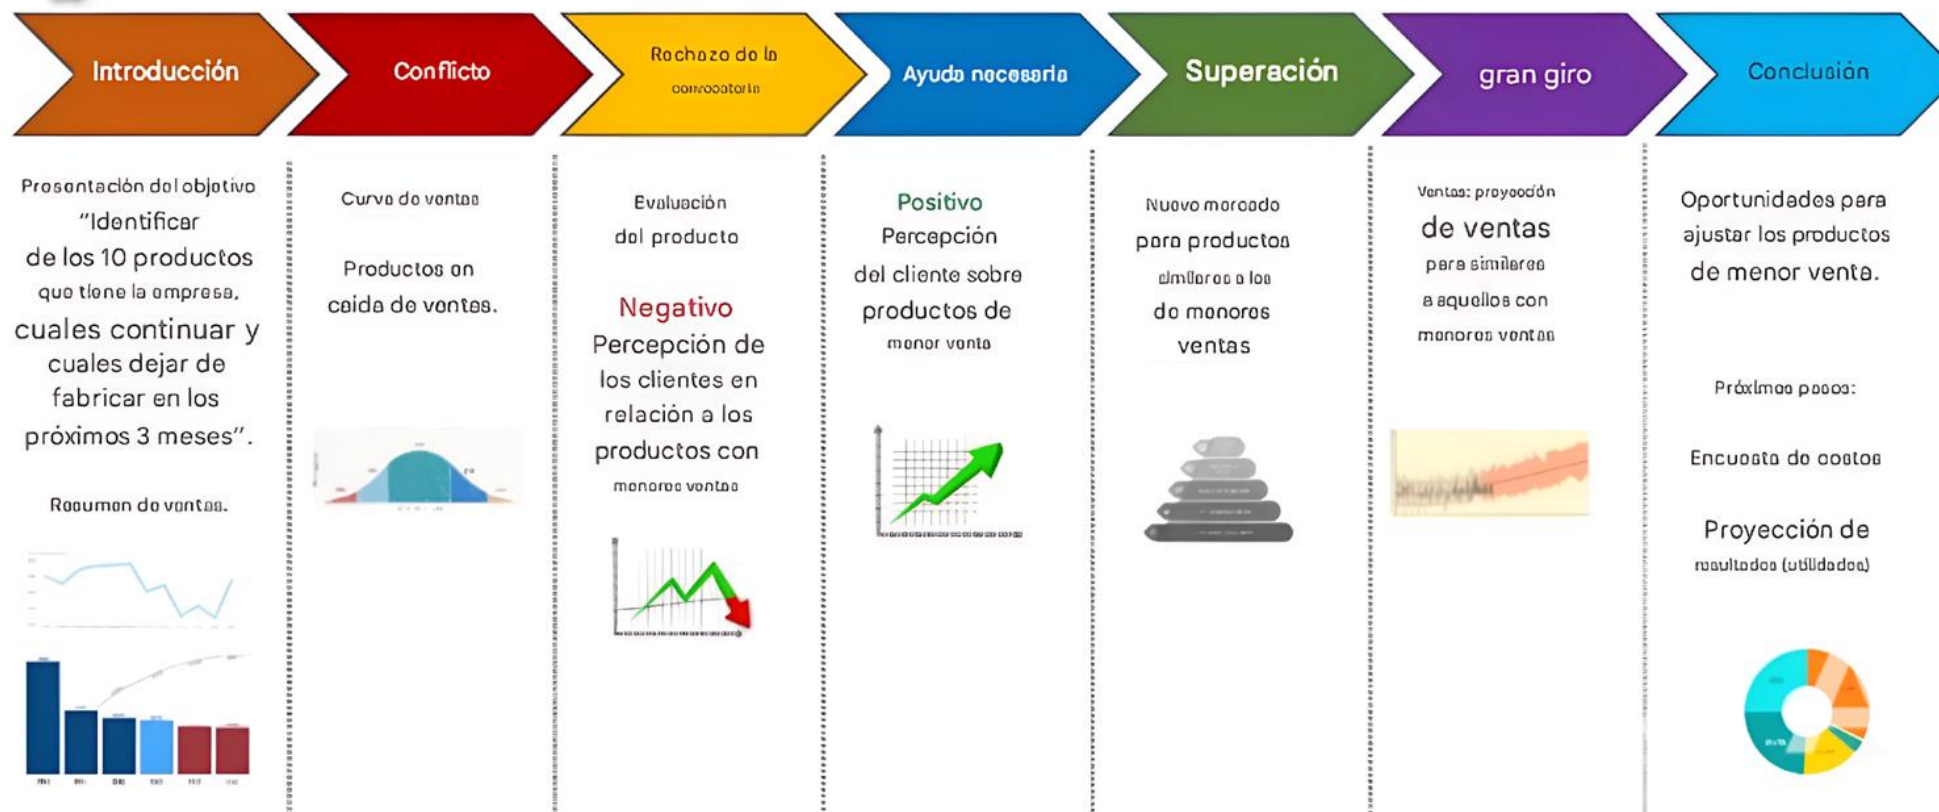 Introducción
Conflicto
Rechazo de la
convocatoria
Ayuda necesaria
Superación
gran giro
Conclusión
Presentación del objetivo
“Identificar
de los 10 productos
que tiene la empresa,
cuales continuar y
cuales dejar de
fabricar en los
próximos 3 meses”.
Resumen de ventas.
Curva de ventas
Productos en
caida de ventas.
Evaluación
del producto
Negativo
Percepción de
los clientes en
relación a los
productos con
menores ventas
Positivo
Percepción
del cliente sobre
productos de
menor venta
Nuevo mercado
para productos
similares a los
de menores
ventas
Ventas: proyección
de ventas
para similares
a aquellos con
menores ventas
Oportunidades para
ajustar los productos
de menor venta.
Próximos pasos:
Encuesta de costos
Proyección de
resultados (utilidades)